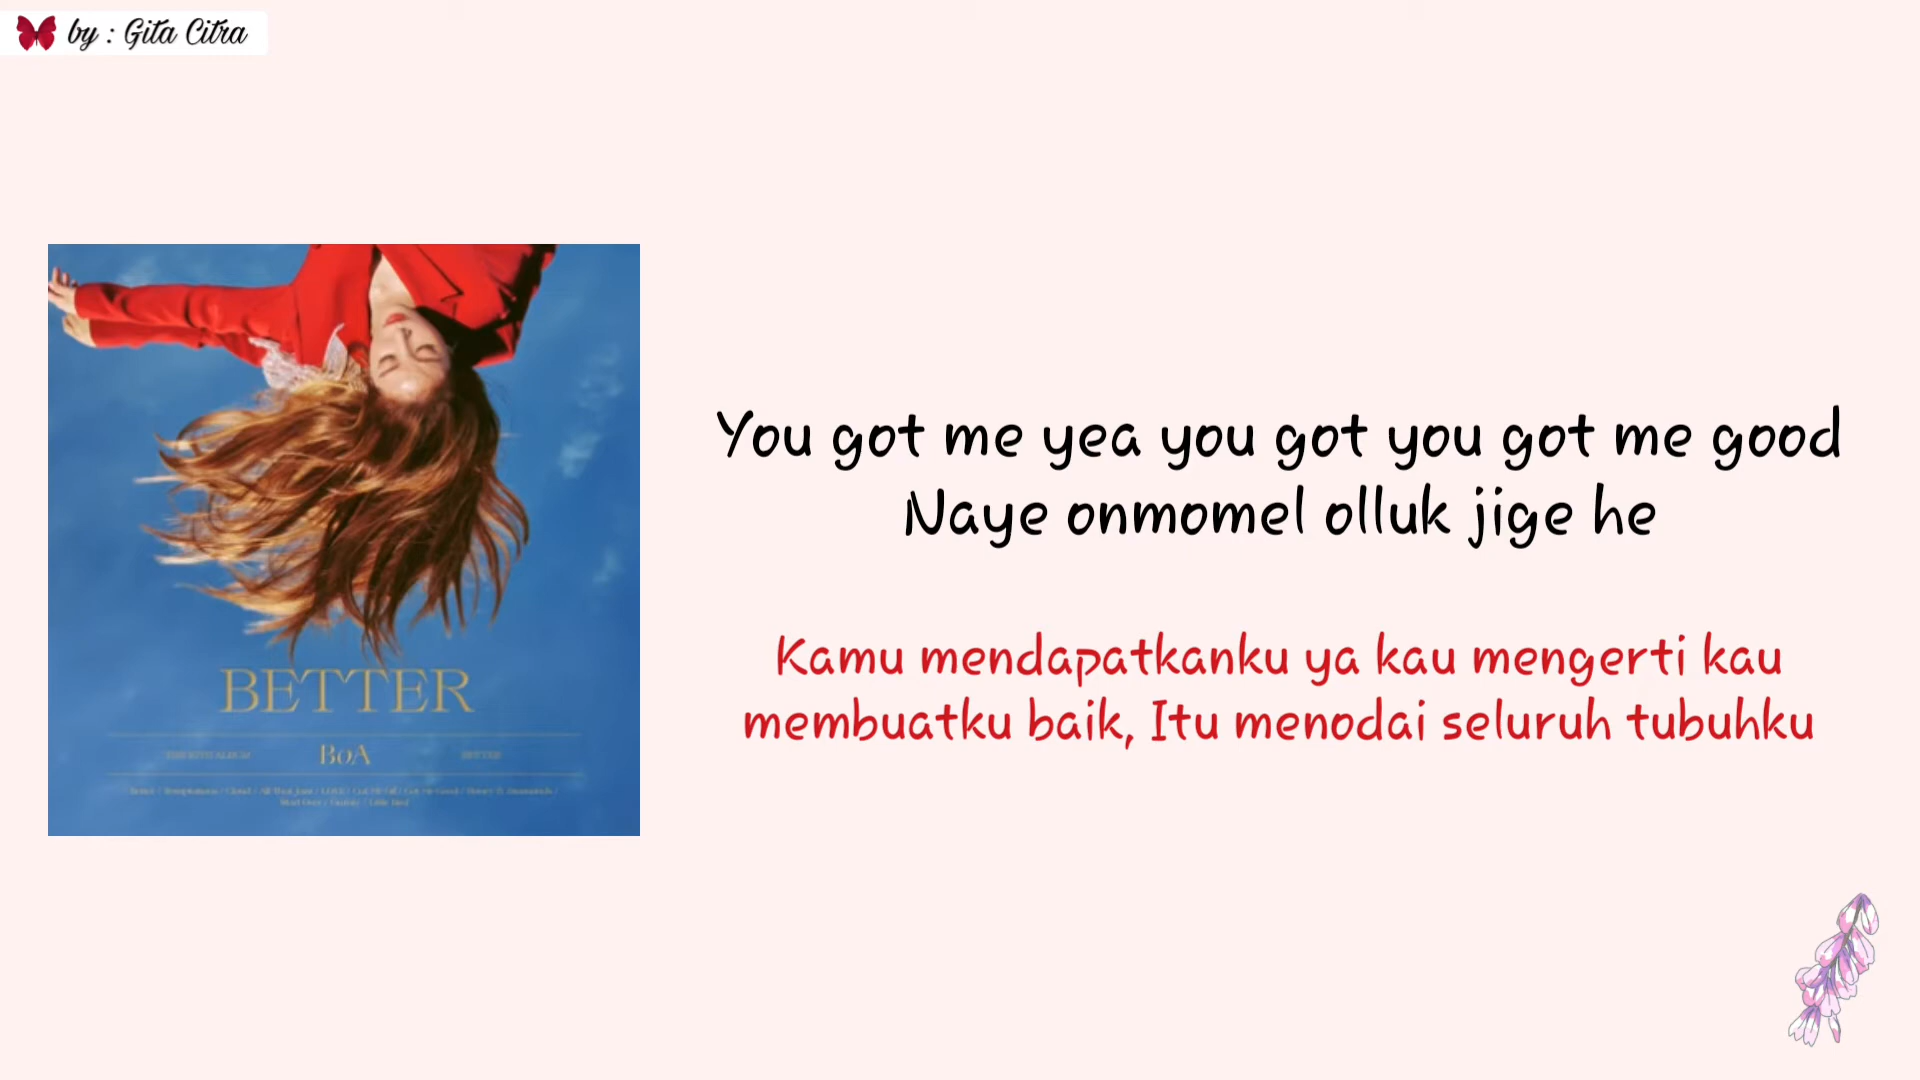 by : Gita Citra
You got me yea you got you got me good
Naye onmomel olluk jige he
Kamu mendapatkanku ya kau mengerti kau
membuatku baik, Itu menodai seluruh tubuhku
BETTER
BoA